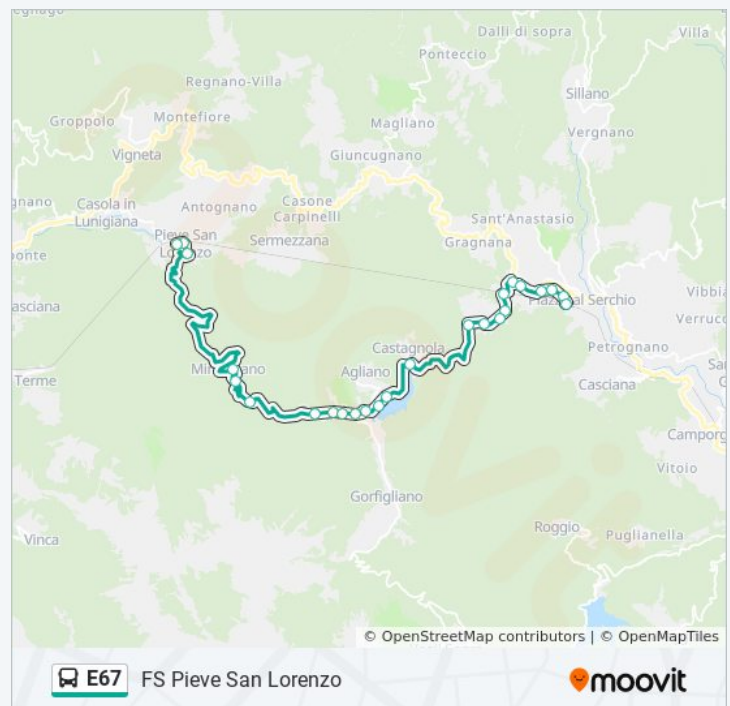 Dalli di sopra
Villa
Ponteccio
Regnano-Villa
Sillano
Groppolo
Montefiore
Magliano
Vergnano
Vigneta
Giuncugnano
Casola in
Lunigiana
Antognano
Casone
Carpinelli
Sant'Anastasio
Pieve San
Lorenzo
Sermezzana
Gragnana
Piazza al Serchio
Petrognano
Castagnola
Agliano
Terme
Casciana
Camporg
Vitoio
Gorfigliano
Roggio
Puglianella
Vinca
© OpenStreetMap contributors | © OpenMapTiles
E67 FS Pieve San Lorenzo
moovit